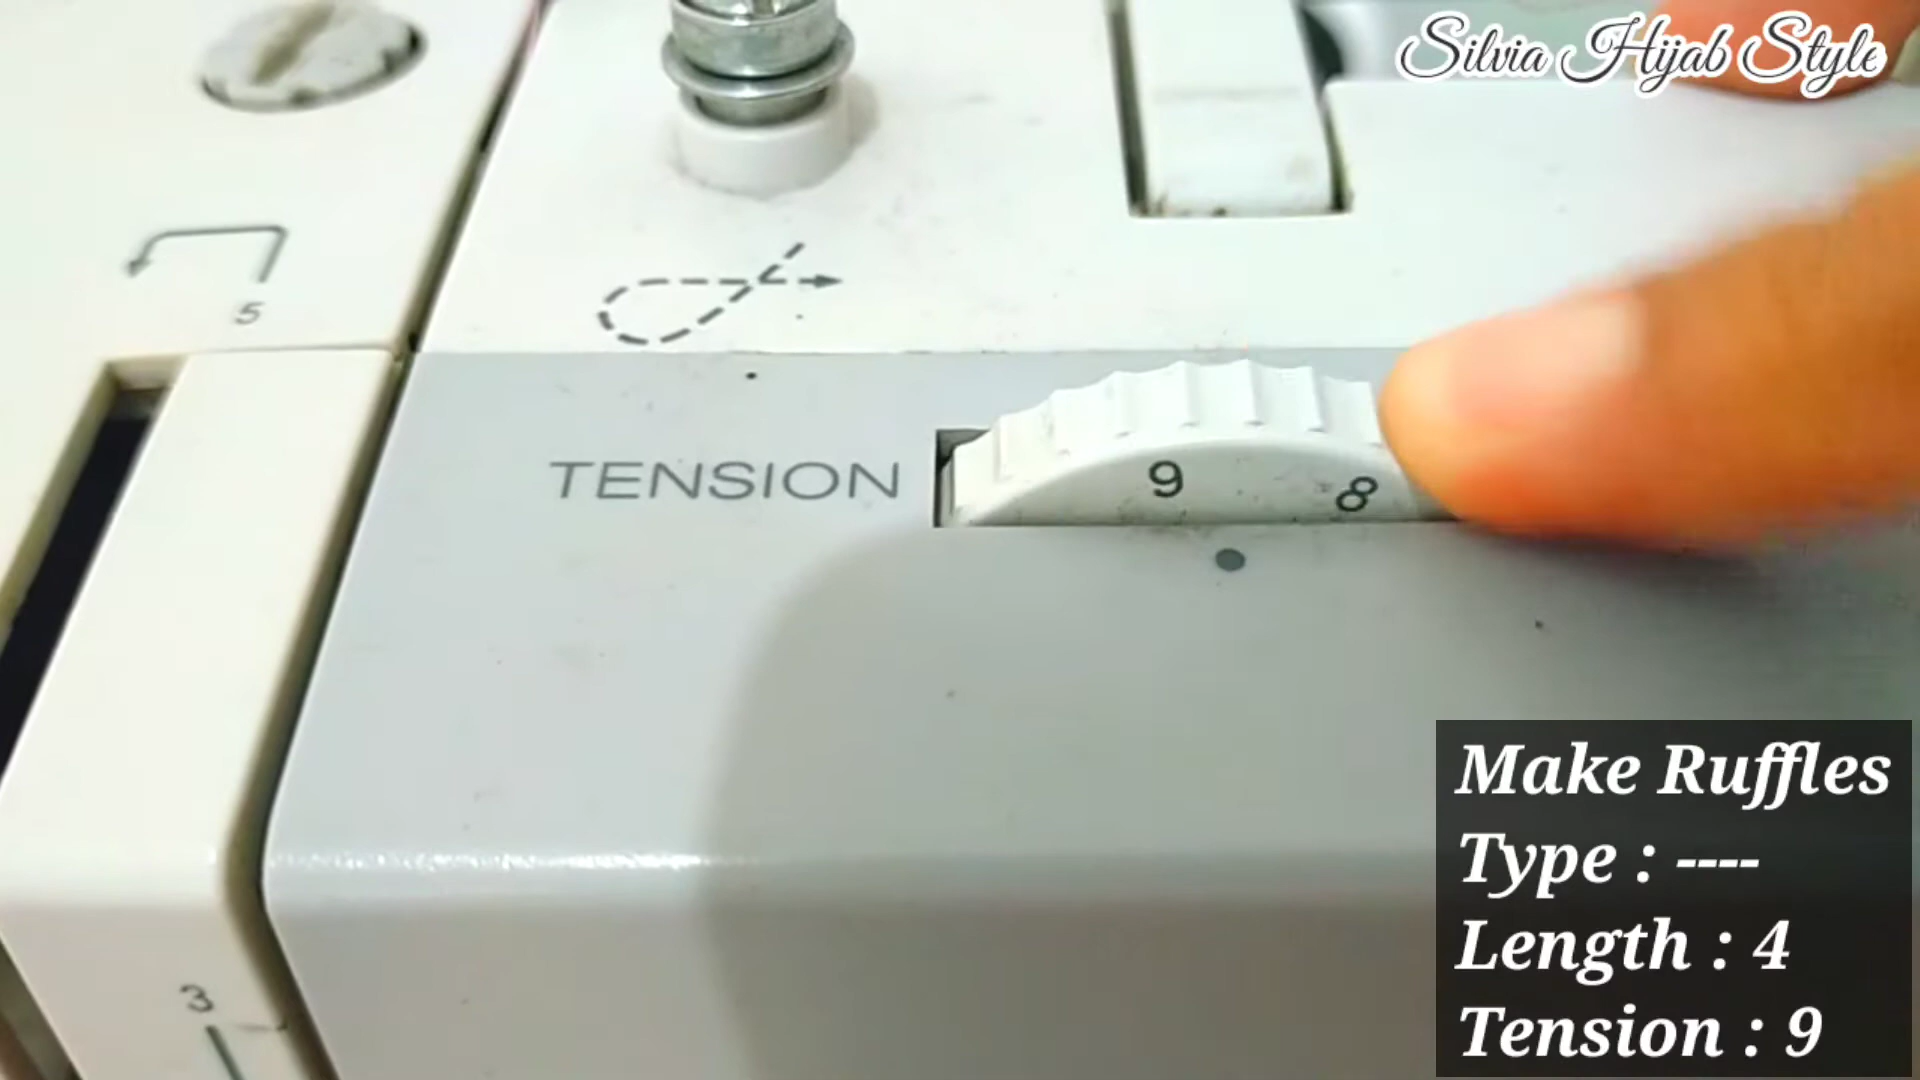 Silvia Hijab Style
5
TENSION
9 8
3
Make Ruffles
Type : ----
Length : 4
Tension : 9